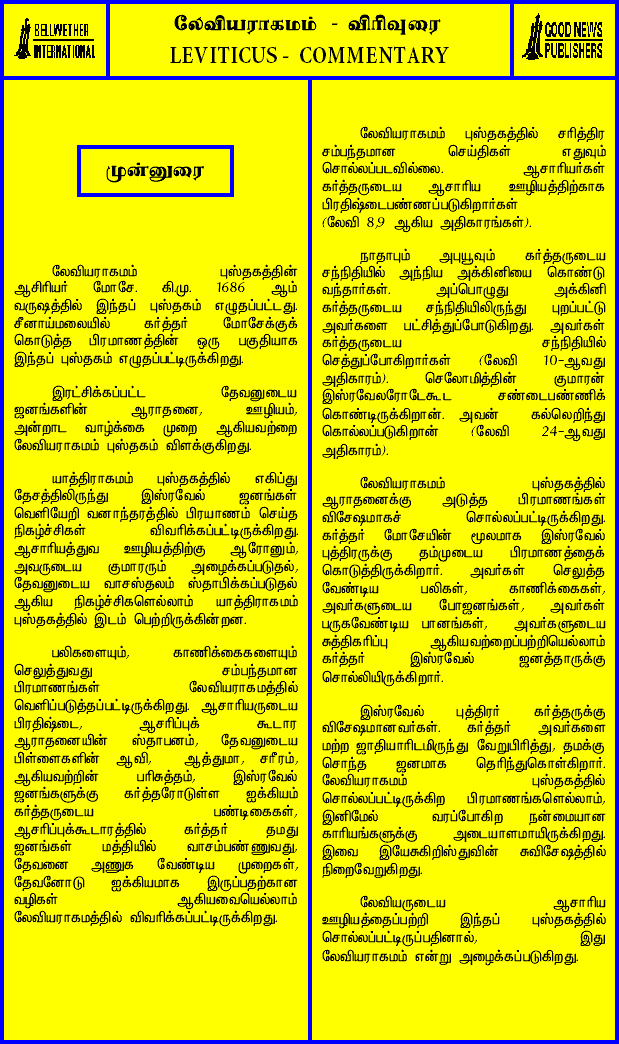 BELLWETHER
INTERNATIONAL
லேவியராகமம் - விரிவுரை
LEVITICUS - COMMENTARY
GOOD NEWS
PUBLISHERS
முன்னுரை
லேவியராகமம் புஸ்தகத்தின்
ஆசிரியர் மோசே. கி.மு. 1686 ஆம்
வருஷத்தில் இந்தப் புஸ்தகம் எழுதப்பட்டது.
சீனாய்மலையில் கர்த்தர் மோசேக்குக்
கொடுத்த பிரமாணத்தின் ஒரு பகுதியாக
இந்தப் புஸ்தகம் எழுதப்பட்டிருக்கிறது.
இரட்சிக்கப்பட்ட தேவனுடைய
ஜனங்களின் ஆராதனை, ஊழியம்,
அன்றாட வாழ்க்கை முறை ஆகியவற்றை
லேவியராகமம் புஸ்தகம் விளக்குகிறது.
யாத்திராகமம் புஸ்தகத்தில் எகிப்து
தேசத்திலிருந்து இஸ்ரவேல் ஜனங்கள்
வெளியேறி வனாந்தரத்தில் பிரயாணம் செய்த
நிகழ்ச்சிகள் விவரிக்கப்பட்டிருக்கிறது.
ஆசாரியத்துவ ஊழியத்திற்கு ஆரோனும்,
அவருடைய குமாரரும் அழைக்கப்படுதல்,
தேவனுடைய வாசஸ்தலம் ஸ்தாபிக்கப்படுதல்
ஆகிய நிகழ்ச்சிகளெல்லாம் யாத்திராகமம்
புஸ்தகத்தில் இடம் பெற்றிருக்கின்றன.
பலிகளையும், காணிக்கைகளையும்
செலுத்துவது சம்பந்தமான
பிரமாணங்கள் லேவியராகமத்தில்
வெளிப்படுத்தப்பட்டிருக்கிறது. ஆசாரியருடைய
பிரதிஷ்டை, ஆசரிப்புக் கூடார
ஆராதனையின் ஸ்தாபனம், தேவனுடைய
பிள்ளைகளின் ஆவி, ஆத்துமா, சரீரம்,
ஆகியவற்றின் பரிசுத்தம், இஸ்ரவேல்
ஜனங்களுக்கு கர்த்தரோடுள்ள ஐக்கியம்
கர்த்தருடைய பண்டிகைகள்,
ஆசரிப்புக்கூடாரத்தில் கர்த்தர் தமது
ஜனங்கள் மத்தியில் வாசம்பண்ணுவது,
தேவனை அணுக வேண்டிய முறைகள்,
தேவனோடு ஐக்கியமாக இருப்பதற்கான
வழிகள் ஆகியவையெல்லாம்
லேவியராகமத்தில் விவரிக்கப்பட்டிருக்கிறது.
லேவியராகமம் புஸ்தகத்தில் சரித்திர
சம்பந்தமான செய்திகள் எதுவும்
சொல்லப்படவில்லை. ஆசாரியர்கள்
கர்த்தருடைய ஆசாரிய ஊழியத்திற்காக
பிரதிஷ்டைபண்ணப்படுகிறார்கள்
(லேவி 8,9 ஆகிய அதிகாரங்கள்).
நாதாபும் அபுயூவும் கர்த்தருடைய
சந்நிதியில் அந்நிய அக்கினியை கொண்டு
வந்தார்கள். அப்பொழுது அக்கினி
கர்த்தருடைய சந்நிதியிலிருந்து புறப்பட்டு
அவர்களை பட்சித்துப்போடுகிறது. அவர்கள்
கர்த்தருடைய சந்நிதியில்
செத்துப்போகிறார்கள் (லேவி 10-ஆவது
அதிகாரம்). செலோமித்தின் குமாரன்
இஸ்ரவேலரோடேகூட சண்டைபண்ணிக்
கொண்டிருக்கிறான். அவன் கல்லெறிந்து
கொல்லப்படுகிறான் (லேவி 24-ஆவது
அதிகாரம்).
லேவியராகமம் புஸ்தகத்தில்
ஆராதனைக்கு அடுத்த பிரமாணங்கள்
விசேஷமாகச் சொல்லப்பட்டிருக்கிறது.
கர்த்தர் மோசேயின் மூலமாக இஸ்ரவேல்
புத்திரருக்கு தம்முடைய பிரமாணத்தைக்
கொடுத்திருக்கிறார். அவர்கள் செலுத்த
வேண்டிய பலிகள், காணிக்கைகள்,
அவர்களுடைய போஜனங்கள், அவர்கள்
பருகவேண்டிய பானங்கள், அவர்களுடைய
சுத்திகரிப்பு ஆகியவற்றைப்பற்றியெல்லாம்
கர்த்தர் இஸ்ரவேல் ஜனத்தாருக்கு
சொல்லியிருக்கிறார்.
இஸ்ரவேல் புத்திரர் கர்த்தருக்கு
விசேஷமானவர்கள். கர்த்தர் அவர்களை
மற்ற ஜாதியாரிடமிருந்து வேறுபிரித்து, தமக்கு
சொந்த ஜனமாக தெரிந்துகொள்கிறார்.
லேவியராகமம் புஸ்தகத்தில்
சொல்லப்பட்டிருக்கிற பிரமாணங்களெல்லாம்,
இனிமேல் வரப்போகிற நன்மையான
காரியங்களுக்கு அடையாளமாயிருக்கிறது.
இவை இயேசுகிறிஸ்துவின் சுவிசேஷத்தில்
நிறைவேறுகிறது.
லேவியருடைய ஆசாரிய
ஊழியத்தைப்பற்றி இந்தப் புஸ்தகத்தில்
சொல்லப்பட்டிருப்பதினால், இது
லேவியராகமம் என்று அழைக்கப்படுகிறது.